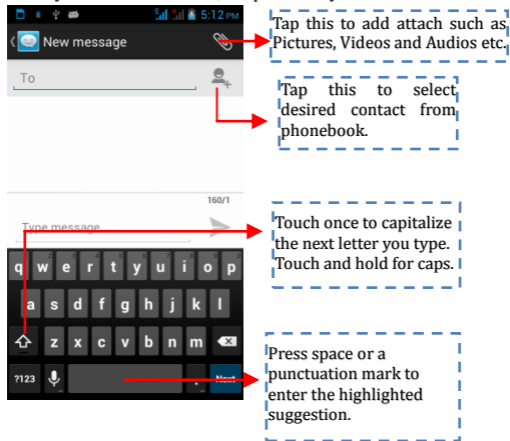 5:12 PM
New message
Tap this to add attach such as
Pictures, Videos and Audios etc.
To
Tap this to select
desired contact from
phonebook.
160/1
Type message
Touch once to capitalize
the next letter you type.
Touch and hold for caps.
q w e r t y u i o p
a s d f g h j k l
z x c v b n m
?123 . Next
Press space or a
punctuation mark to
enter the highlighted
suggestion.